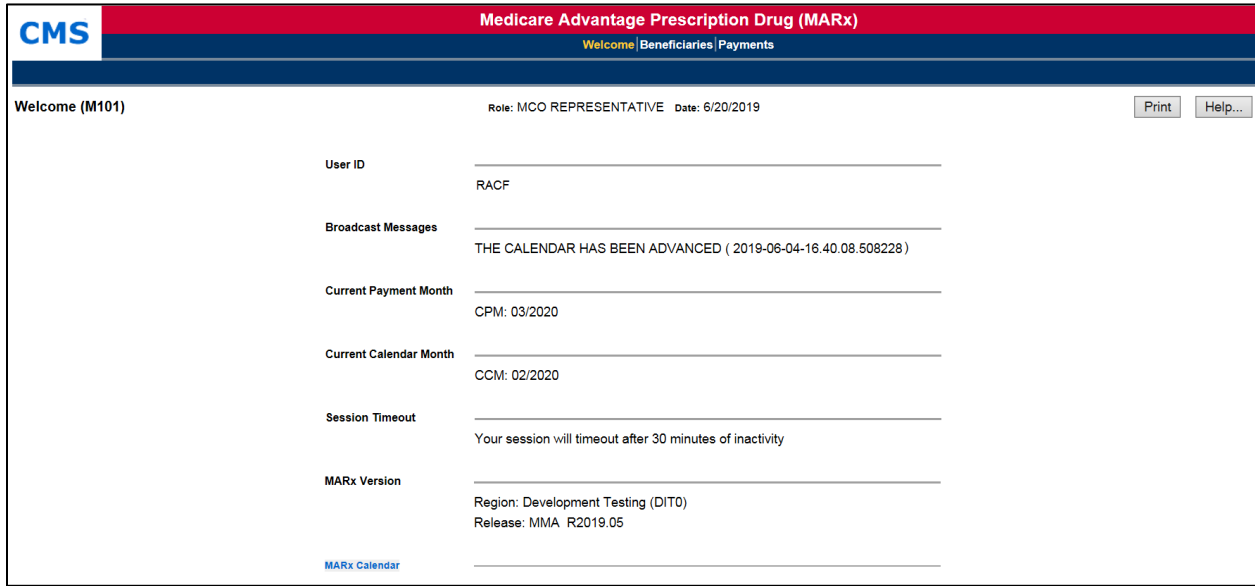 CMS
Medicare Advantage Prescription Drug (MARx)
Welcome|Beneficiaries|Payments
Welcome (M101)
Role: MCO REPRESENTATIVE Date: 6/20/2019
Print
Help...
User ID
RACF
Broadcast Messages
THE CALENDAR HAS BEEN ADVANCED ( 2019-06-04-16.40.08.508228 )
Current Payment Month
CPM: 03/2020
Current Calendar Month
CCM: 02/2020
Session Timeout
Your session will timeout after 30 minutes of inactivity
MARx Version
Region: Development Testing (DIT0)
Release: MMA R2019.05
MARx Calendar